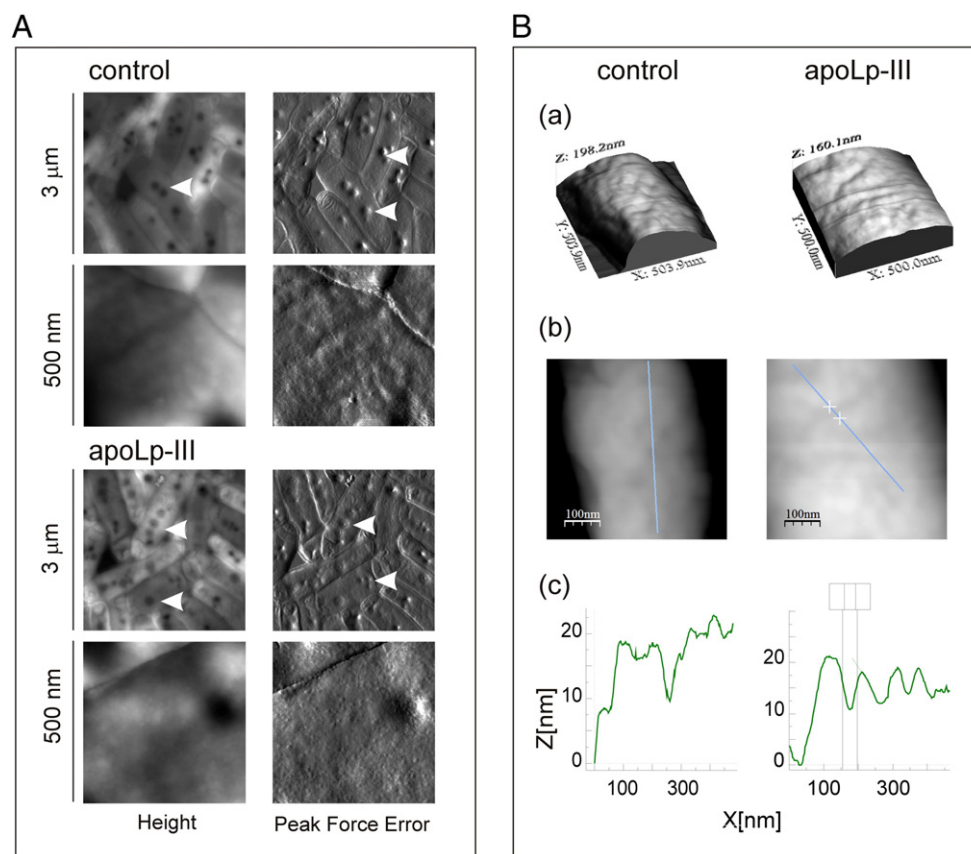 A
control
3 μm
500 nm
apoLp-III
3 μm
500 nm
Height
Peak Force Error
B
control
apoLp-III
(a)
Z: 198.2nm
Y: 503.9nm
X: 503.9nm
Z: 160.1nm
Y: 500.0nm
X: 500.0nm
(b)
100nm
100nm
(c)
Z[nm]
20
10
0
100
300
20
10
0
100
300
X[nm]